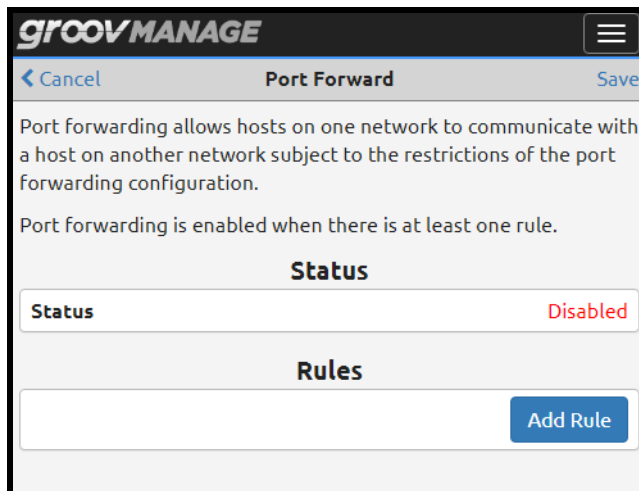 groov MANAGE
Cancel Port Forward Save
Port forwarding allows hosts on one network to communicate with
a host on another network subject to the restrictions of the port
forwarding configuration.
Port forwarding is enabled when there is at least one rule.
Status
Status Disabled
Rules
Add Rule